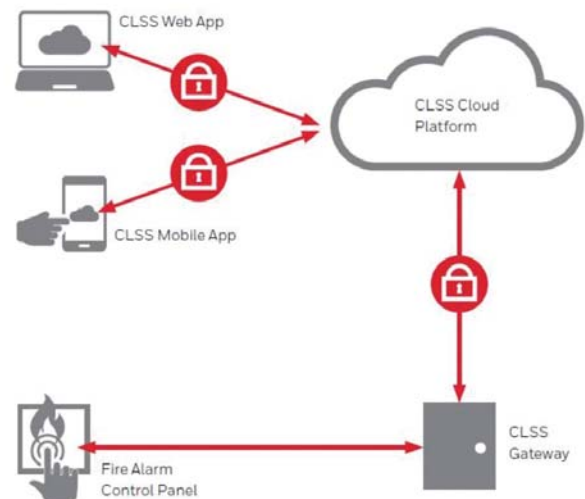 CLSS Web App
CLSS Cloud
Platform
CLSS Mobile App
CLSS
Gateway
Fire Alarm
Control Panel